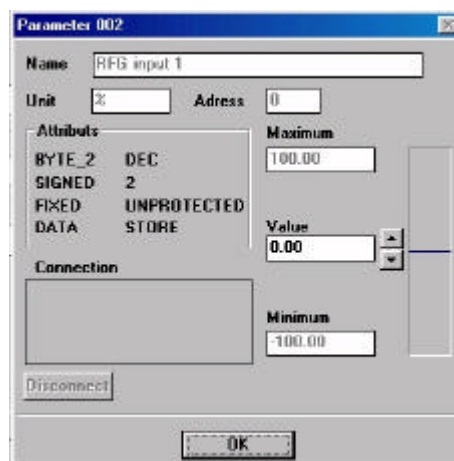 Parameter 002
Name RFG input 1
Unit % Adress 0
Attributs
BYTE_2 DEC
SIGNED 2
FIXED UNPROTECTED
DATA STORE
Maximum
100.00
Value
0.00
Connection
Minimum
-100.00
Disconnect
OK